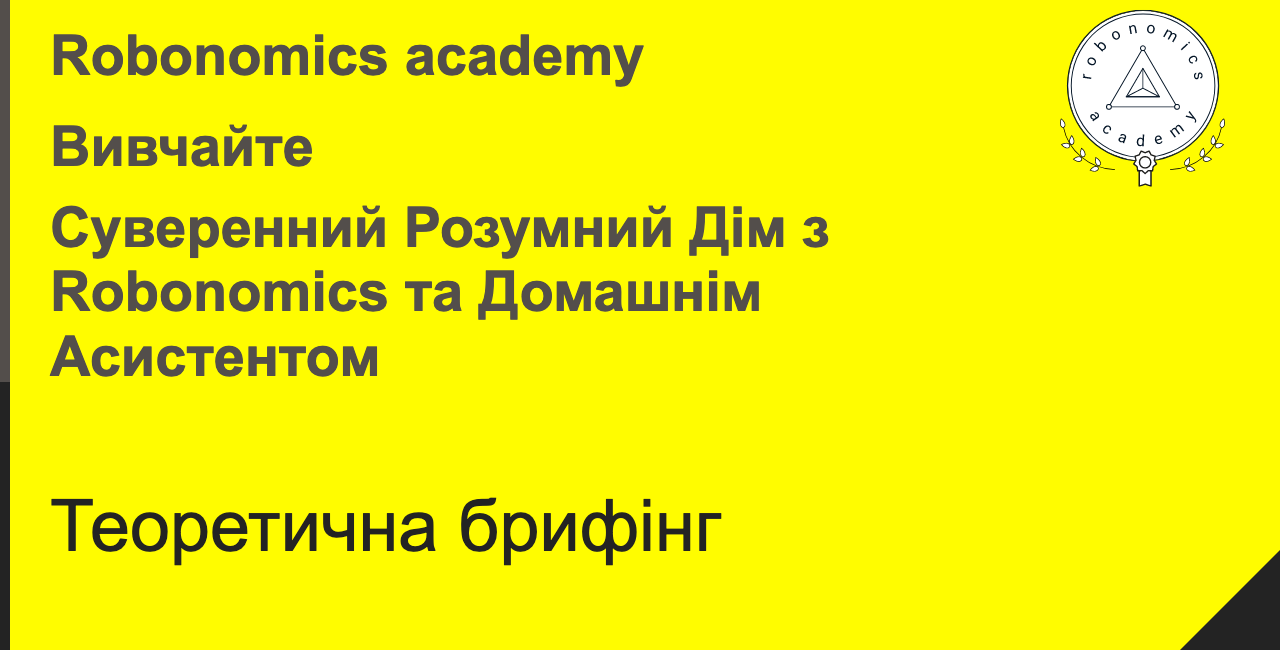 Robonomics academy
robonomics
academy
Вивчайте
Суверенний Розумний Дім з
Robonomics та Домашнім
Асистентом
Теоретична брифінг